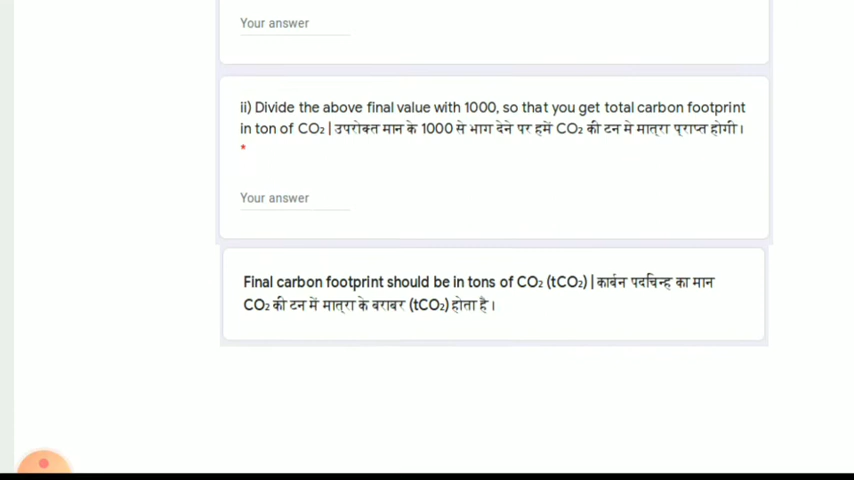 Your answer
ii) Divide the above final value with 1000, so that you get total carbon footprint
in ton of CO₂ | उपरोक्त मान के 1000 से भाग देने पर हमें CO₂ की टन मे मात्रा प्राप्त होगी।
*
Your answer
Final carbon footprint should be in tons of CO₂ (tCO₂) | कार्बन पदचिन्ह का मान
CO₂ की टन में मात्रा के बराबर (tCO₂) होता है।